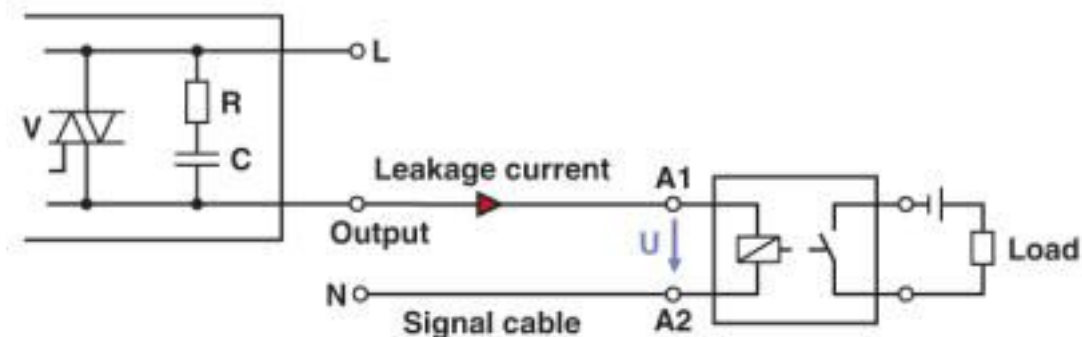 L
R
V
C
Leakage current
A1
Output
U
Load
N
Signal cable
A2